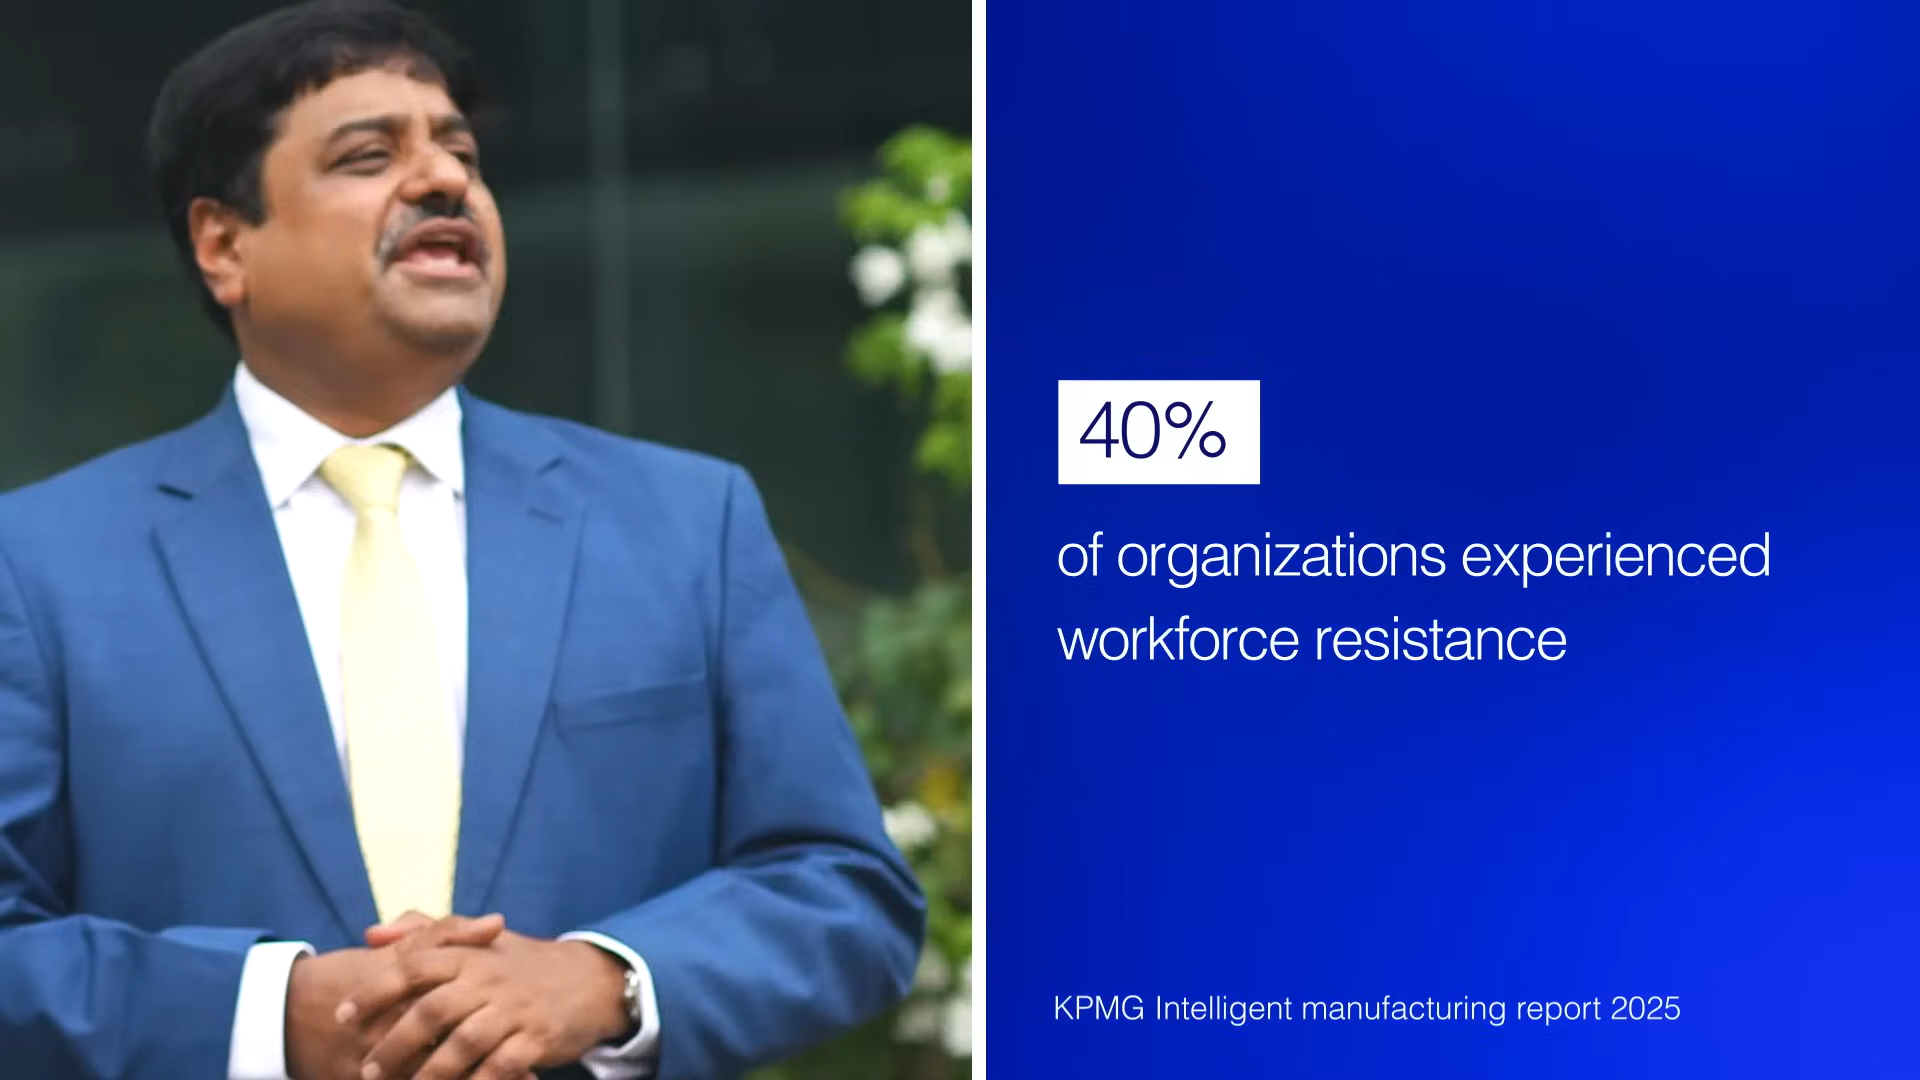 40%
of organizations experienced
workforce resistance
KPMG Intelligent manufacturing report 2025